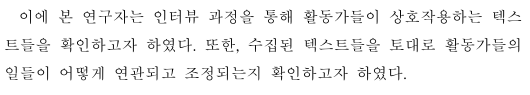 이에 본 연구자는 인터뷰 과정을 통해 활동가들이 상호작용하는 텍스
트들을 확인하고자 하였다. 또한, 수집된 텍스트들을 토대로 활동가들의
일들이 어떻게 연관되고 조정되는지 확인하고자 하였다.